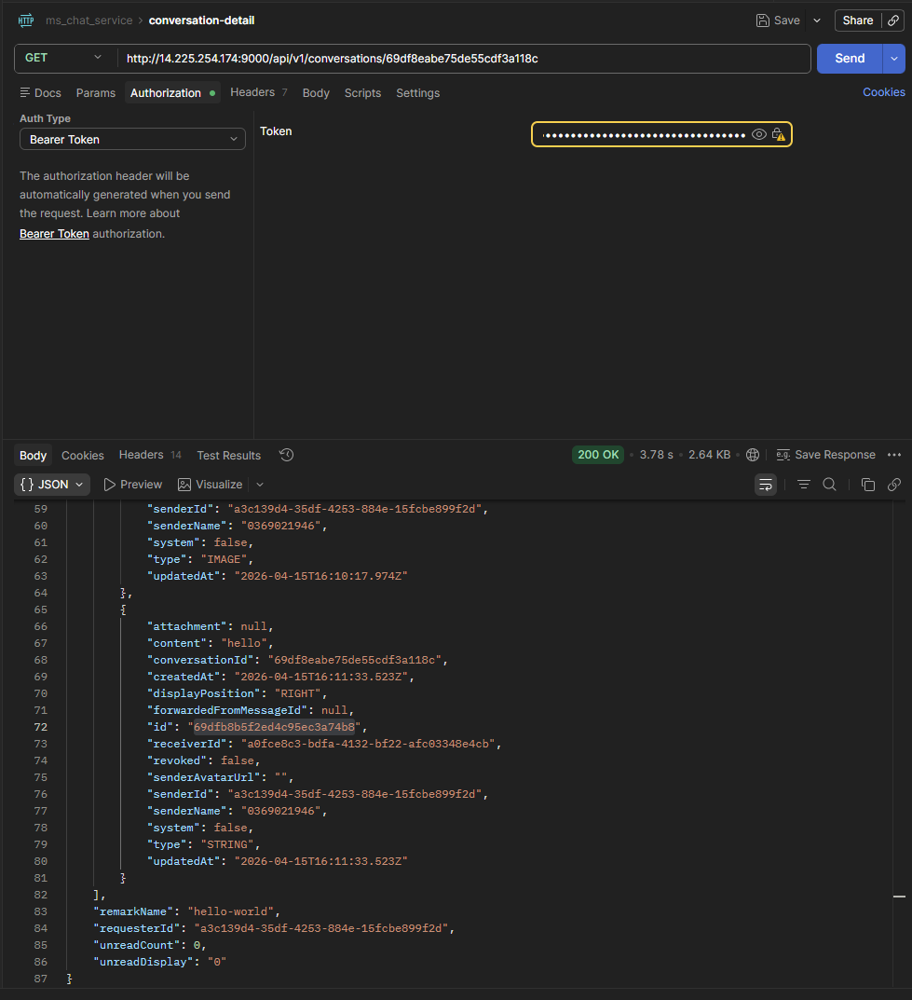 HTTP ms_chat_service > conversation-detail Save Share
GET http://14.225.254.174:9000/api/v1/conversations/69df8eabe75de55cdf3a118c Send
Docs Params Authorization Headers 7 Body Scripts Settings Cookies
Auth Type
Bearer Token
Token
The authorization header will be
automatically generated when you send
the request. Learn more about
Bearer Token authorization.
Body Cookies Headers 14 Test Results 200 OK • 3.78 s • 2.64 KB • e.g. Save Response
{} JSON Preview Visualize
59 "senderId": "a3c139d4-35df-4253-884e-15fcbe899f2d",
60 "senderName": "0369021946",
61 "system": false,
62 "type": "IMAGE",
63 "updatedAt": "2026-04-15T16:10:17.974Z"
64 },
65 {
66 "attachment": null,
67 "content": "hello",
68 "conversationId": "69df8eabe75de55cdf3a118c",
69 "createdAt": "2026-04-15T16:11:33.523Z",
70 "displayPosition": "RIGHT",
71 "forwardedFromMessageId": null,
72 "id": "69dfb8b5f2ed4c95ec3a74b8",
73 "receiverId": "a0fce8c3-bdfa-4132-bf22-afc03348e4cb",
74 "revoked": false,
75 "senderAvatarUrl": "",
76 "senderId": "a3c139d4-35df-4253-884e-15fcbe899f2d",
77 "senderName": "0369021946",
78 "system": false,
79 "type": "STRING",
80 "updatedAt": "2026-04-15T16:11:33.523Z"
81 }
82 ],
83 "remarkName": "hello-world",
84 "requesterId": "a3c139d4-35df-4253-884e-15fcbe899f2d",
85 "unreadCount": 0,
86 "unreadDisplay": "0"
87 }